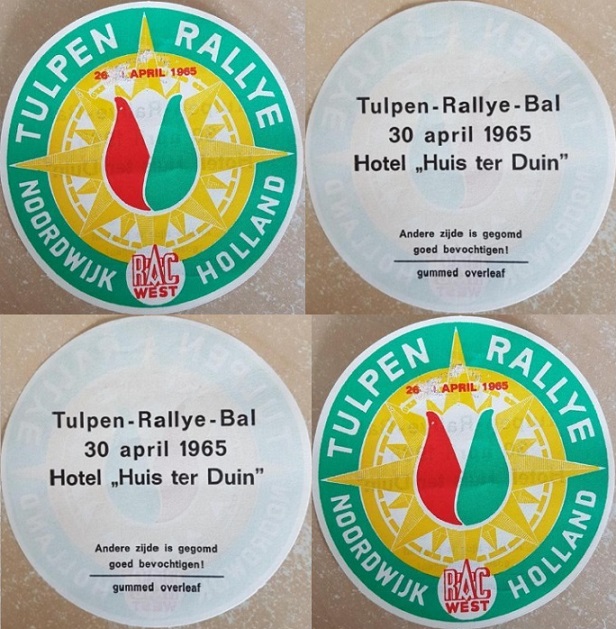 TULPEN RALLYE
26 APRIL 1965
NOORDWIJK HOLLAND
RAC
WEST
Tulpen-Rallye-Bal
30 april 1965
Hotel „Huis ter Duin”
Andere zijde is gegomd
goed bevochtigen!
gummed overleaf
Tulpen-Rallye-Bal
30 april 1965
Hotel „Huis ter Duin”
Andere zijde is gegomd
goed bevochtigen!
gummed overleaf
TULPEN RALLYE
26 APRIL 1965
NOORDWIJK HOLLAND
RAC
WEST